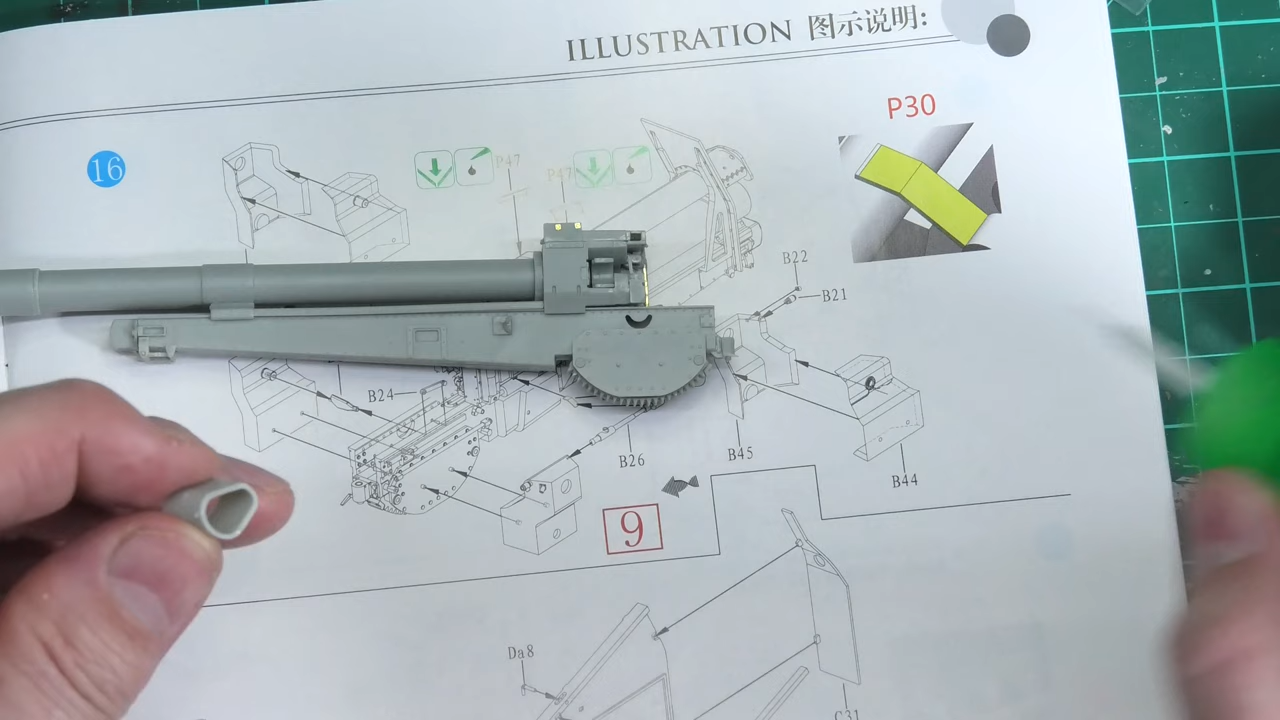 ILLUSTRATION 图示说明:
P30
16
P47
P47
B22
B21
B24
B26
B45
B44
9
Da8
C31